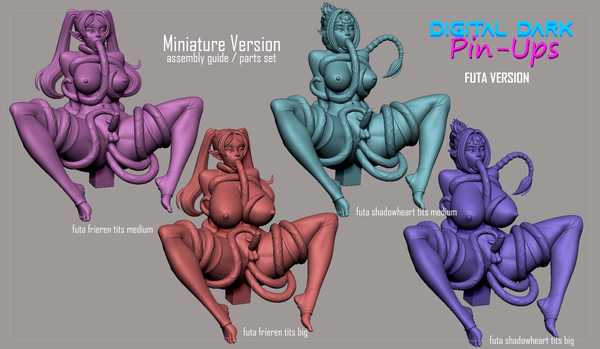 Miniature Version
assembly guide / parts set
DIGITAL DARK
Pin-Ups
FUTA VERSION
futa frieren tits medium
futa shadowheart tits medium
futa frieren tits big
futa shadowheart tits big